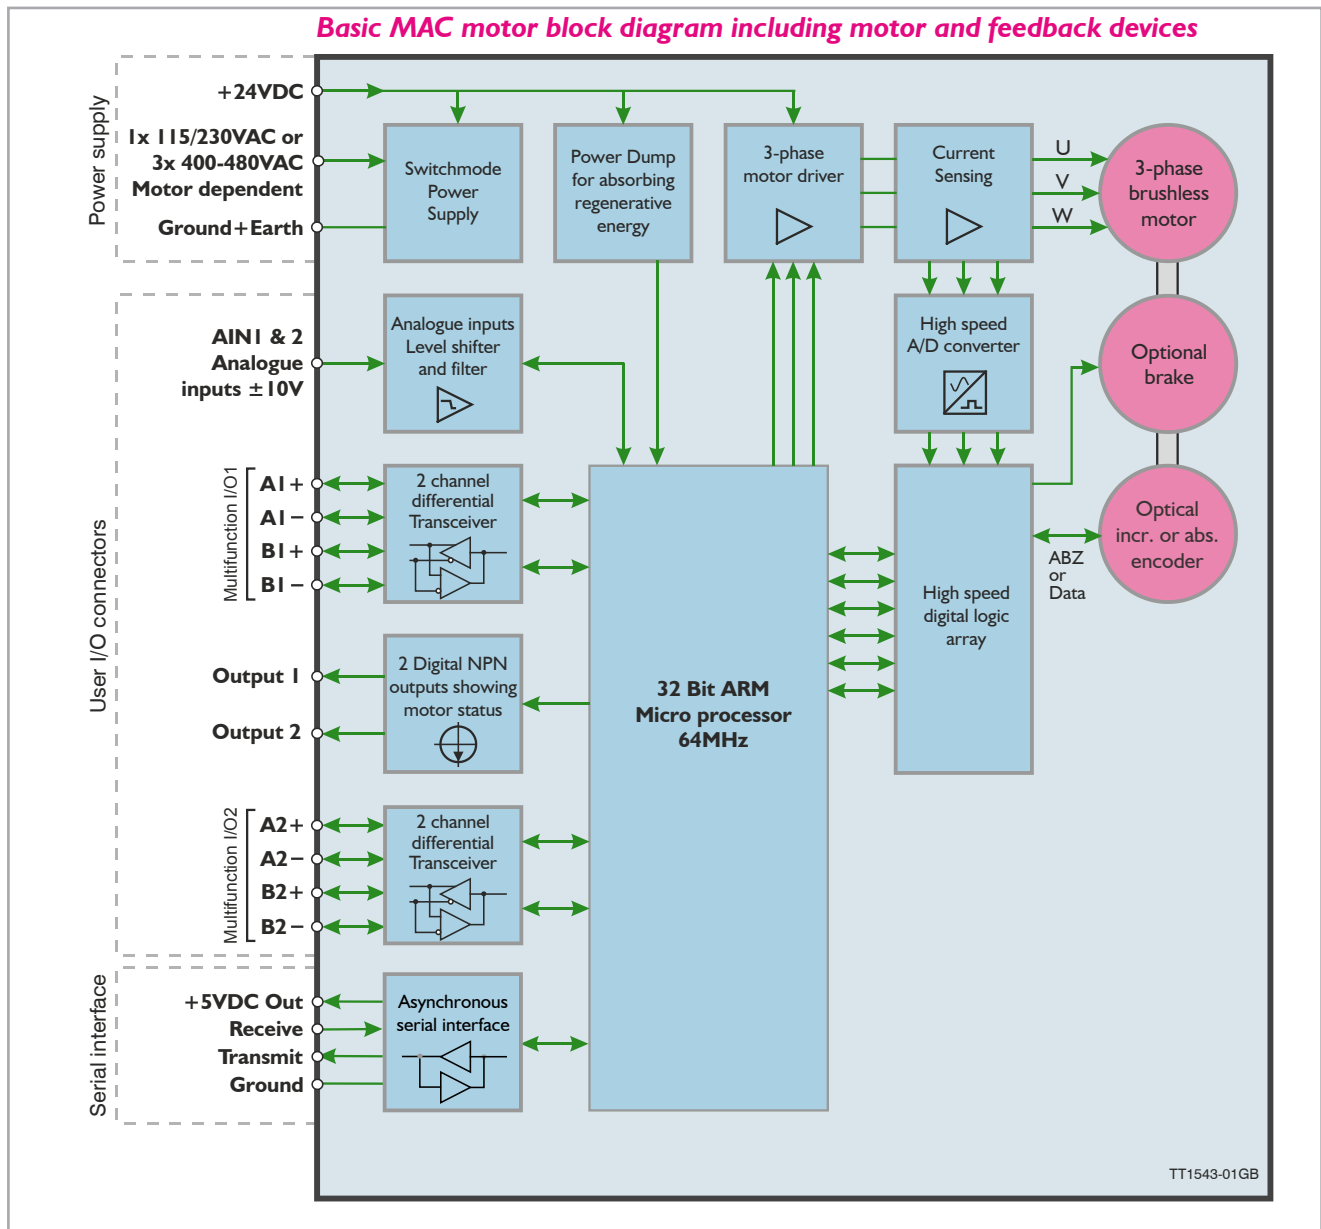 Basic MAC motor block diagram including motor and feedback devices
Power supply
+24VDC
1x 115/230VAC or
3x 400-480VAC
Motor dependent
Ground+Earth
Switchmode
Power
Supply
Power Dump
for absorbing
regenerative
energy
3-phase
motor driver
Current
Sensing
U
V
W
3-phase
brushless
motor
User I/O connectors
AIN1 & 2
Analogue
inputs ±10V
Analogue inputs
Level shifter
and filter
High speed
A/D converter
Optional
brake
Multifunction I/O1
A1+
A1−
B1+
B1−
2 channel
differential
Transceiver
Optical
incr. or abs.
encoder
ABZ
or
Data
High speed
digital logic
array
Output 1
Output 2
2 Digital NPN
outputs showing
motor status
32 Bit ARM
Micro processor
64MHz
Multifunction I/O2
A2+
A2−
B2+
B2−
2 channel
differential
Transceiver
Serial interface
+5VDC Out
Receive
Transmit
Ground
Asynchronous
serial interface
TT1543-01GB